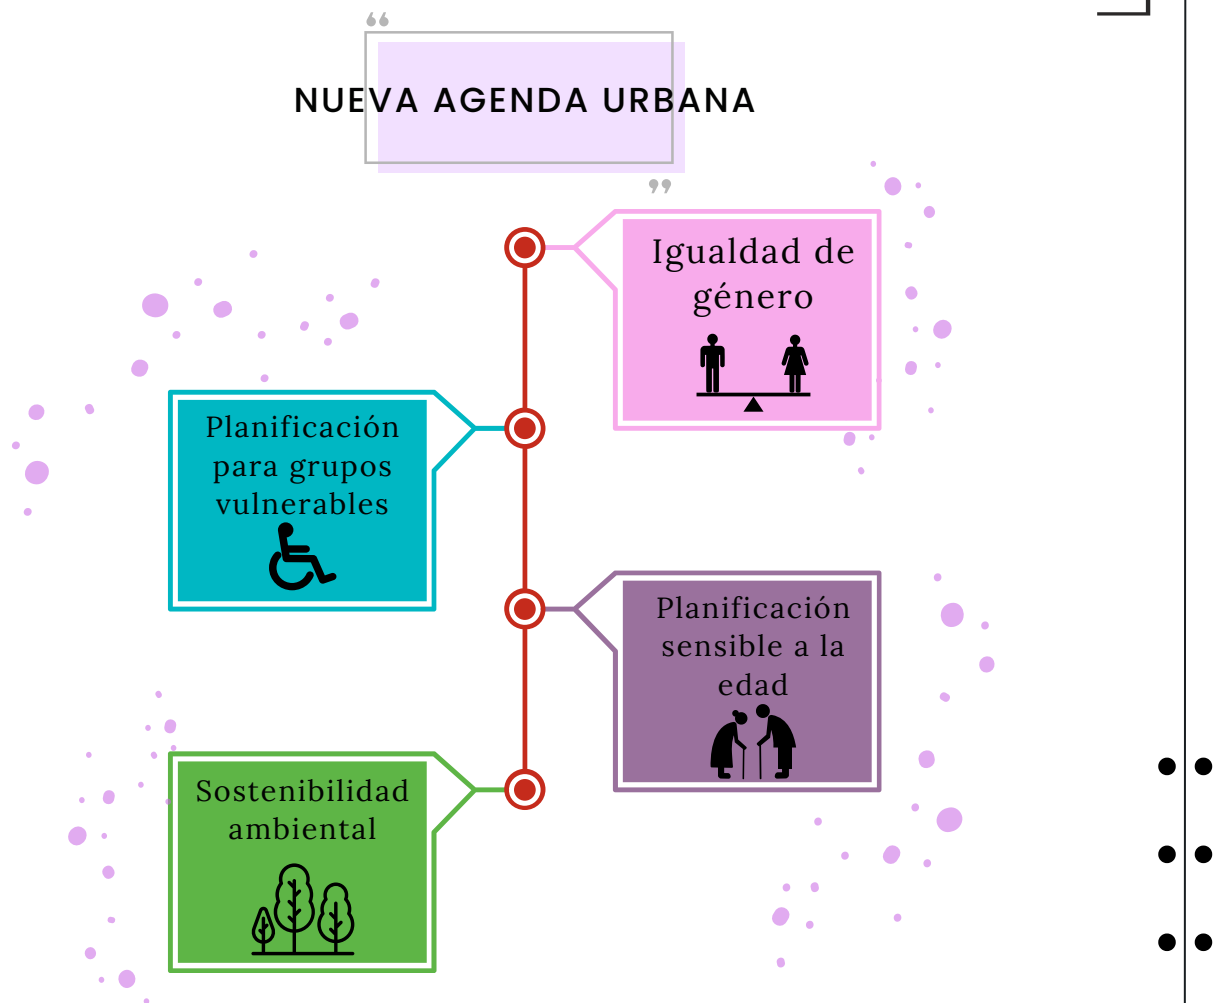 NUEVA AGENDA URBANA
Igualdad de
género
Planificación
para grupos
vulnerables
Planificación
sensible a la
edad
Sostenibilidad
ambiental